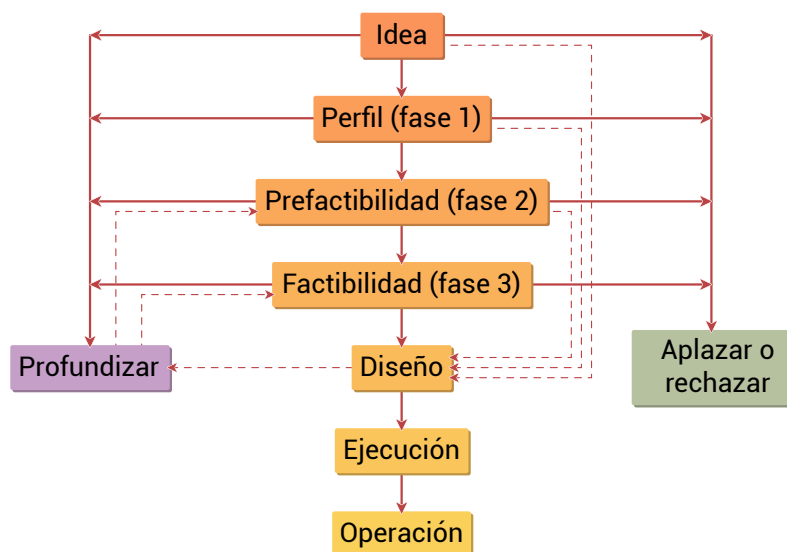 Idea
Perfil (fase 1)
Prefactibilidad (fase 2)
Factibilidad (fase 3)
Profundizar
Diseño
Aplazar o
rechazar
Ejecución
Operación